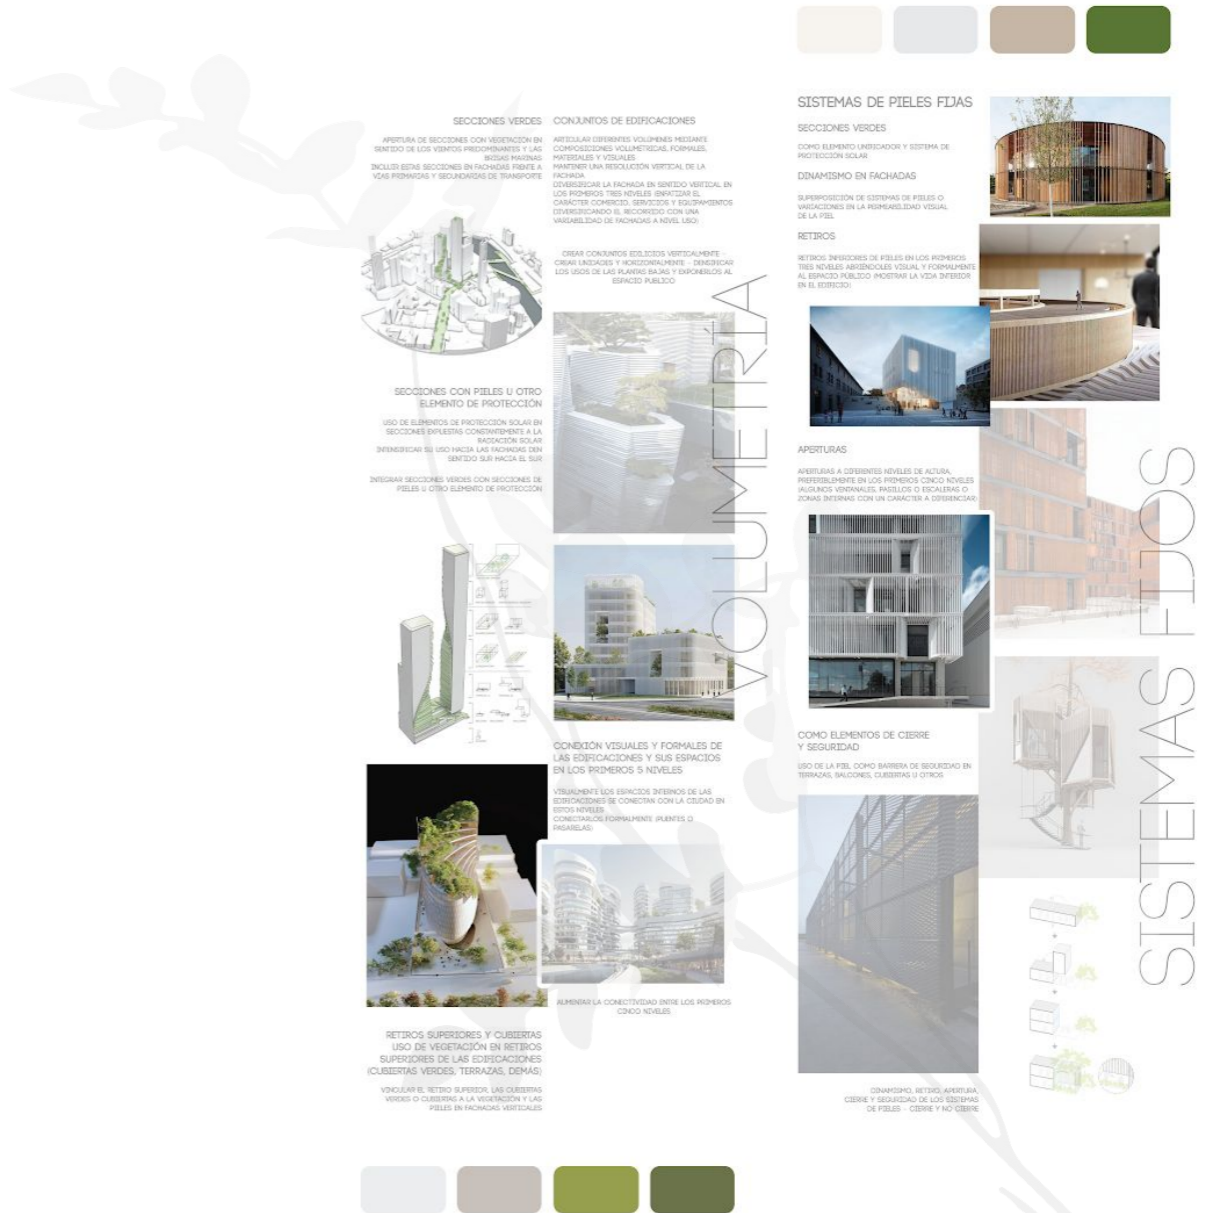 SECCIONES VERDES
APERTURA DE SECCIONES CON VEGETACIÓN EN
SENTIDO DE LOS VIENTOS PREDOMINANTES Y LAS
BRISAS MARINAS
INCLUIR ESTAS SECCIONES EN FACHADAS FRENTE A
VIAS PRIMARIAS Y SECUNDARIAS DE TRANSPORTE
SECCIONES CON PIELES U OTRO
ELEMENTO DE PROTECCIÓN
USO DE ELEMENTOS DE PROTECCIÓN SOLAR EN
SECCIONES EXPUESTAS CONSTANTEMENTE A LA
RADIACIÓN SOLAR
INTENSIFICAR SU USO HACIA LAS FACHADAS DEN
SENTIDO SUR HACIA EL SUR
INTEGRAR SECCIONES VERDES CON SECCIONES DE
PIELES U OTRO ELEMENTO DE PROTECCIÓN
RETIROS SUPERIORES Y CUBIERTAS
USO DE VEGETACIÓN EN RETIROS
SUPERIORES DE LAS EDIFICACIONES
(CUBIERTAS VERDES, TERRAZAS, DEMÁS)
VINCULAR EL RETIRO SUPERIOR, LAS CUBIERTAS
VERDES O CUBIERTAS A LA VEGETACIÓN Y LAS
PIELES EN FACHADAS VERTICALES
CONJUNTOS DE EDIFICACIONES
ARTICULAR DIFERENTES VOLÚMENES MEDIANTE
COMPOSICIONES VOLUMÉTRICAS, FORMALES,
MATERIALES Y VISUALES
MANTENER UNA RESOLUCIÓN VERTICAL DE LA
FACHADA
DIVERSIFICAR LA FACHADA EN SENTIDO VERTICAL EN
LOS PRIMEROS TRES NIVELES (ENFATIZAR EL
CARÁCTER COMERCIO, SERVICIOS Y EQUIPAMIENTOS
DIVERSIFICANDO EL RECORRIDO CON UNA
VARIABILIDAD DE FACHADAS A NIVEL USO)
CREAR CONJUNTOS EDILICIOS VERTICALMENTE -
CREAR UNIDADES Y HORIZONTALMENTE - DENSIFICAR
LOS USOS DE LAS PLANTAS BAJAS Y EXPONERLOS AL
ESPACIO PUBLICO
CONEXIÓN VISUALES Y FORMALES DE
LAS EDIFICACIONES Y SUS ESPACIOS
EN LOS PRIMEROS 5 NIVELES
VISUALMENTE LOS ESPACIOS INTERNOS DE LAS
EDIFICACIONES SE CONECTAN CON LA CIUDAD EN
ESTOS NIVELES
CONECTARLOS FORMALMENTE (PUENTES O
PASARELAS)
AUMENTAR LA CONECTIVIDAD ENTRE LOS PRIMEROS
CINCO NIVELES
VOLUMETRÍA
SISTEMAS DE PIELES FIJAS
SECCIONES VERDES
COMO ELEMENTO UNIFICADOR Y SISTEMA DE
PROTECCIÓN SOLAR
DINAMISMO EN FACHADAS
SUPERPOSICIÓN DE SISTEMAS DE PIELES O
VARIACIONES EN LA PERMEABILIDAD VISUAL
DE LA PIEL
RETIROS
RETIROS INFERIORES DE PIELES EN LOS PRIMEROS
TRES NIVELES ABRIÉNDOLES VISUAL Y FORMALMENTE
AL ESPACIO PÚBLICO (MOSTRAR LA VIDA INTERIOR
EN EL EDIFICIO)
APERTURAS
APERTURAS A DIFERENTES NIVELES DE ALTURA,
PREFERIBLEMENTE EN LOS PRIMEROS CINCO NIVELES
(ALGUNOS VENTANALES, PASILLOS O ESCALERAS O
ZONAS INTERNAS CON UN CARÁCTER A DIFERENCIAR)
COMO ELEMENTOS DE CIERRE
Y SEGURIDAD
USO DE LA PIEL COMO BARRERA DE SEGURIDAD EN
TERRAZAS, BALCONES, CUBIERTAS U OTROS
DINAMISMO, RETIRO, APERTURA,
CIERRE Y SEGURIDAD DE LOS SISTEMAS
DE PIELES - CIERRE Y NO CIERRE
SISTEMAS FIJOS
+
+
+